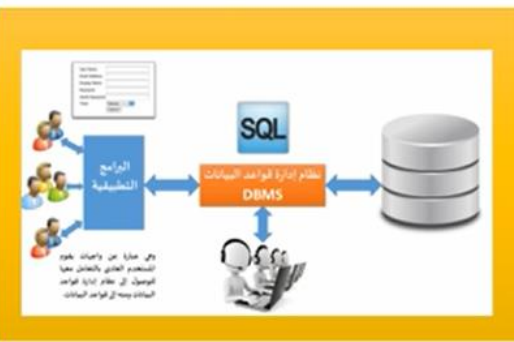 SQL
البرامج
التطبيقية
نظام إدارة قواعد البيانات
DBMS
وهي عبارة عن واجهات يقوم
المستخدم العادي بالتعامل معها
للوصول إلى نظام إدارة قواعد
البيانات ومنه إلى قواعد البيانات.